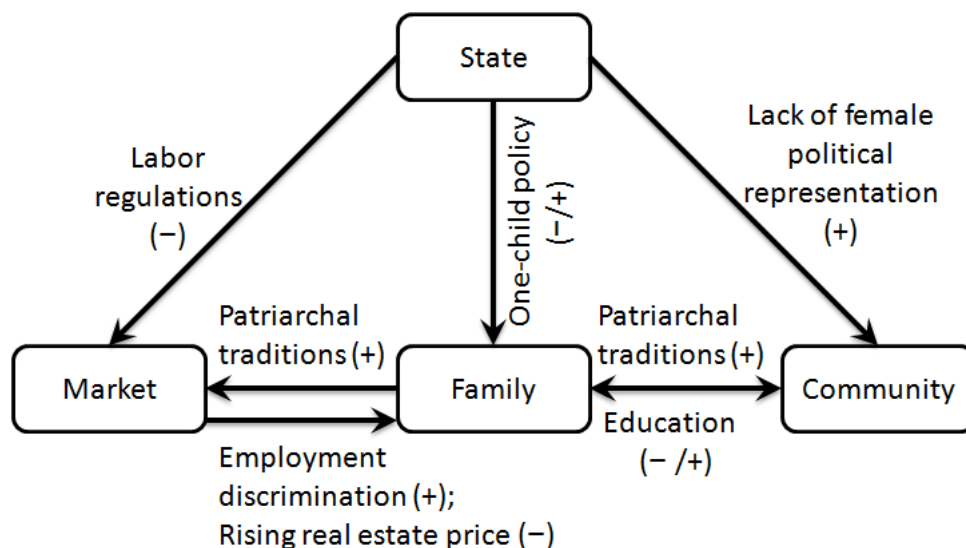 State
Labor
regulations
(−)
One-child policy
(−/+)
Lack of female
political
representation
(+)
Patriarchal
traditions (+)
Patriarchal
traditions (+)
Market
Family
Community
Education
(− /+)
Employment
discrimination (+);
Rising real estate price (−)